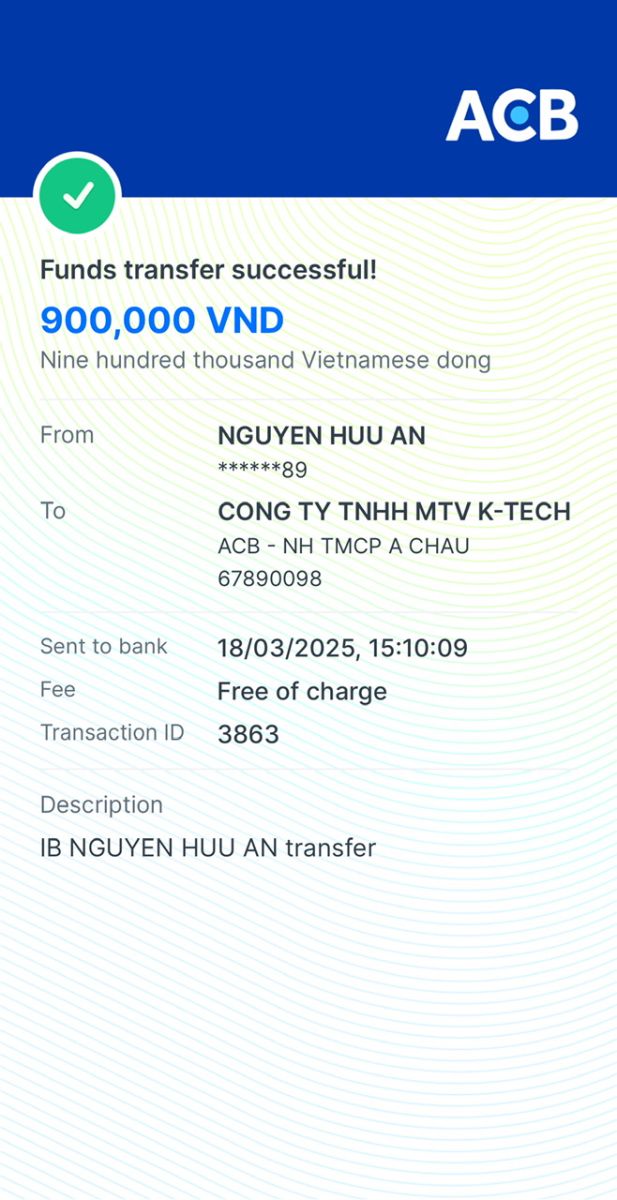 ACB
Funds transfer successful!
900,000 VND
Nine hundred thousand Vietnamese dong
From NGUYEN HUU AN
******89
To CONG TY TNHH MTV K-TECH
ACB - NH TMCP A CHAU
67890098
Sent to bank 18/03/2025, 15:10:09
Fee Free of charge
Transaction ID 3863
Description
IB NGUYEN HUU AN transfer